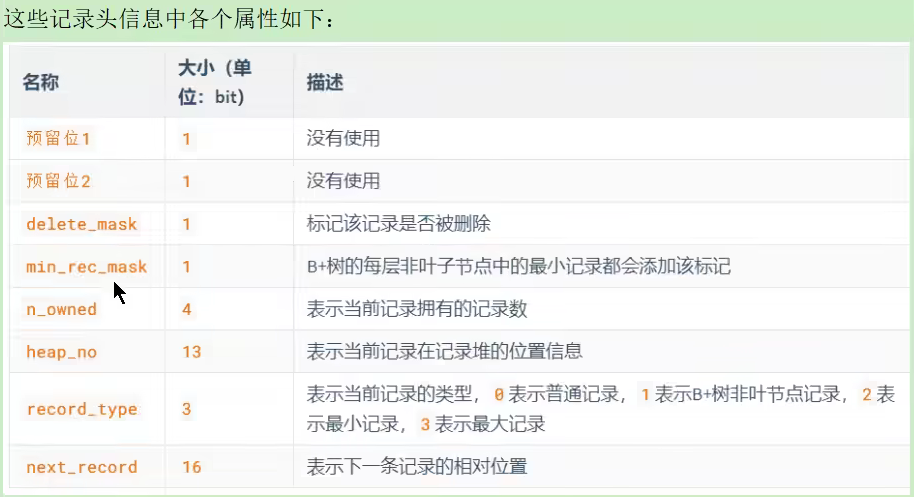 这些记录头信息中各个属性如下：
名称 大小（单位：bit） 描述
预留位1 1 没有使用
预留位2 1 没有使用
delete_mask 1 标记该记录是否被删除
min_rec_mask 1 B+树的每层非叶子节点中的最小记录都会添加该标记
n_owned 4 表示当前记录拥有的记录数
heap_no 13 表示当前记录在记录堆的位置信息
record_type 3 表示当前记录的类型，0表示普通记录，1表示B+树非叶节点记录，2表
示最小记录，3表示最大记录
next_record 16 表示下一条记录的相对位置